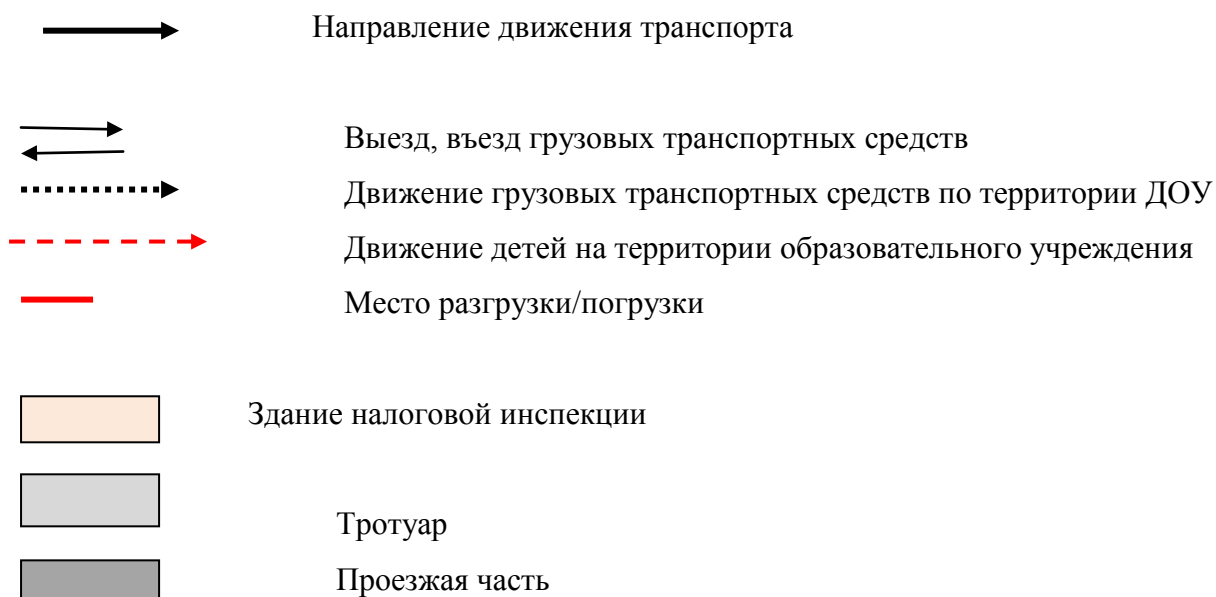 Направление движения транспорта
Выезд, въезд грузовых транспортных средств
Движение грузовых транспортных средств по территории ДОУ
Движение детей на территории образовательного учреждения
Место разгрузки/погрузки
Здание налоговой инспекции
Тротуар
Проезжая часть